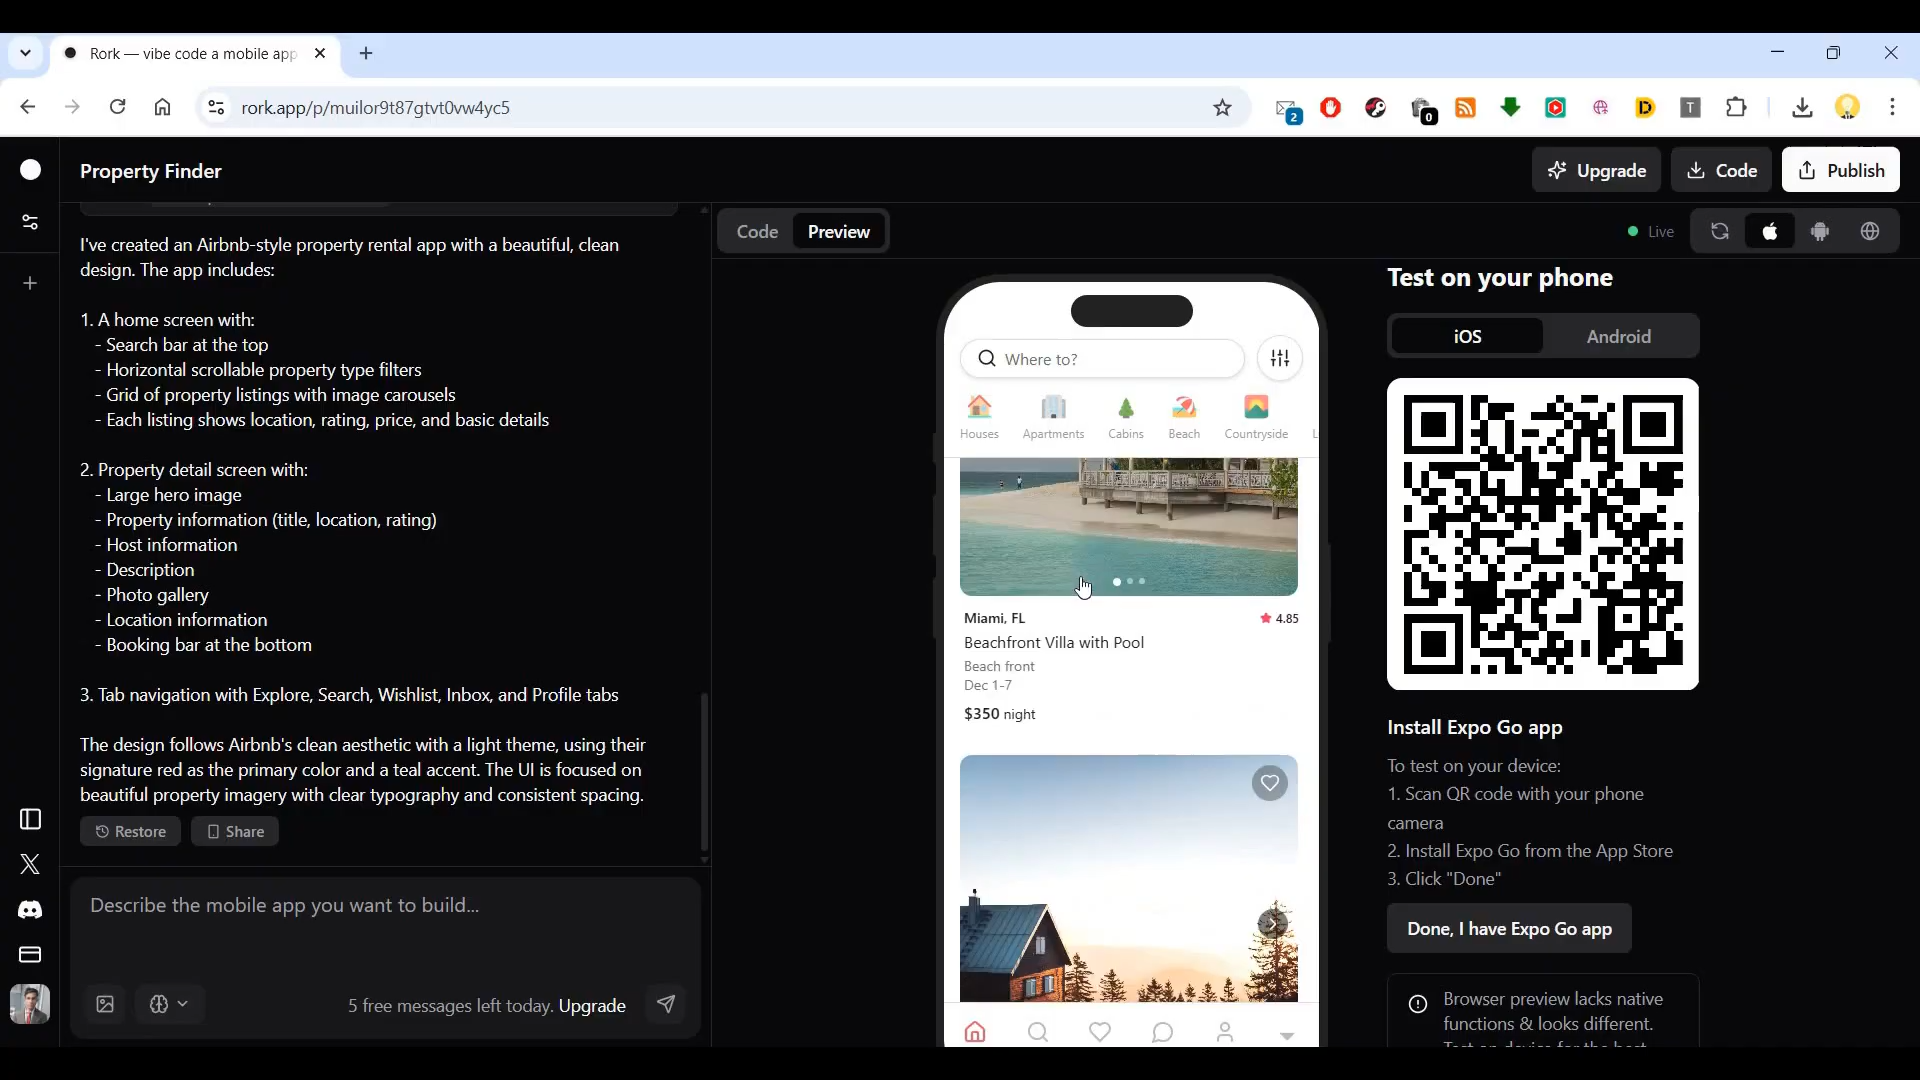 Rork — vibe code a mobile app
rork.app/p/muilor9t87gtvt0vw4yc5
2
0
D
T
Property Finder
Upgrade
Code
Publish
I've created an Airbnb-style property rental app with a beautiful, clean
design. The app includes:
1. A home screen with:
- Search bar at the top
- Horizontal scrollable property type filters
- Grid of property listings with image carousels
- Each listing shows location, rating, price, and basic details
2. Property detail screen with:
- Large hero image
- Property information (title, location, rating)
- Host information
- Description
- Photo gallery
- Location information
- Booking bar at the bottom
3. Tab navigation with Explore, Search, Wishlist, Inbox, and Profile tabs
The design follows Airbnb's clean aesthetic with a light theme, using their
signature red as the primary color and a teal accent. The UI is focused on
beautiful property imagery with clear typography and consistent spacing.
Restore
Share
Describe the mobile app you want to build...
5 free messages left today. Upgrade
Code
Preview
Live
Where to?
Houses
Apartments
Cabins
Beach
Countryside
Miami, FL
4.85
Beachfront Villa with Pool
Beach front
Dec 1-7
$350 night
Test on your phone
iOS
Android
Install Expo Go app
To test on your device:
1. Scan QR code with your phone
camera
2. Install Expo Go from the App Store
3. Click "Done"
Done, I have Expo Go app
Browser preview lacks native
functions & looks different.